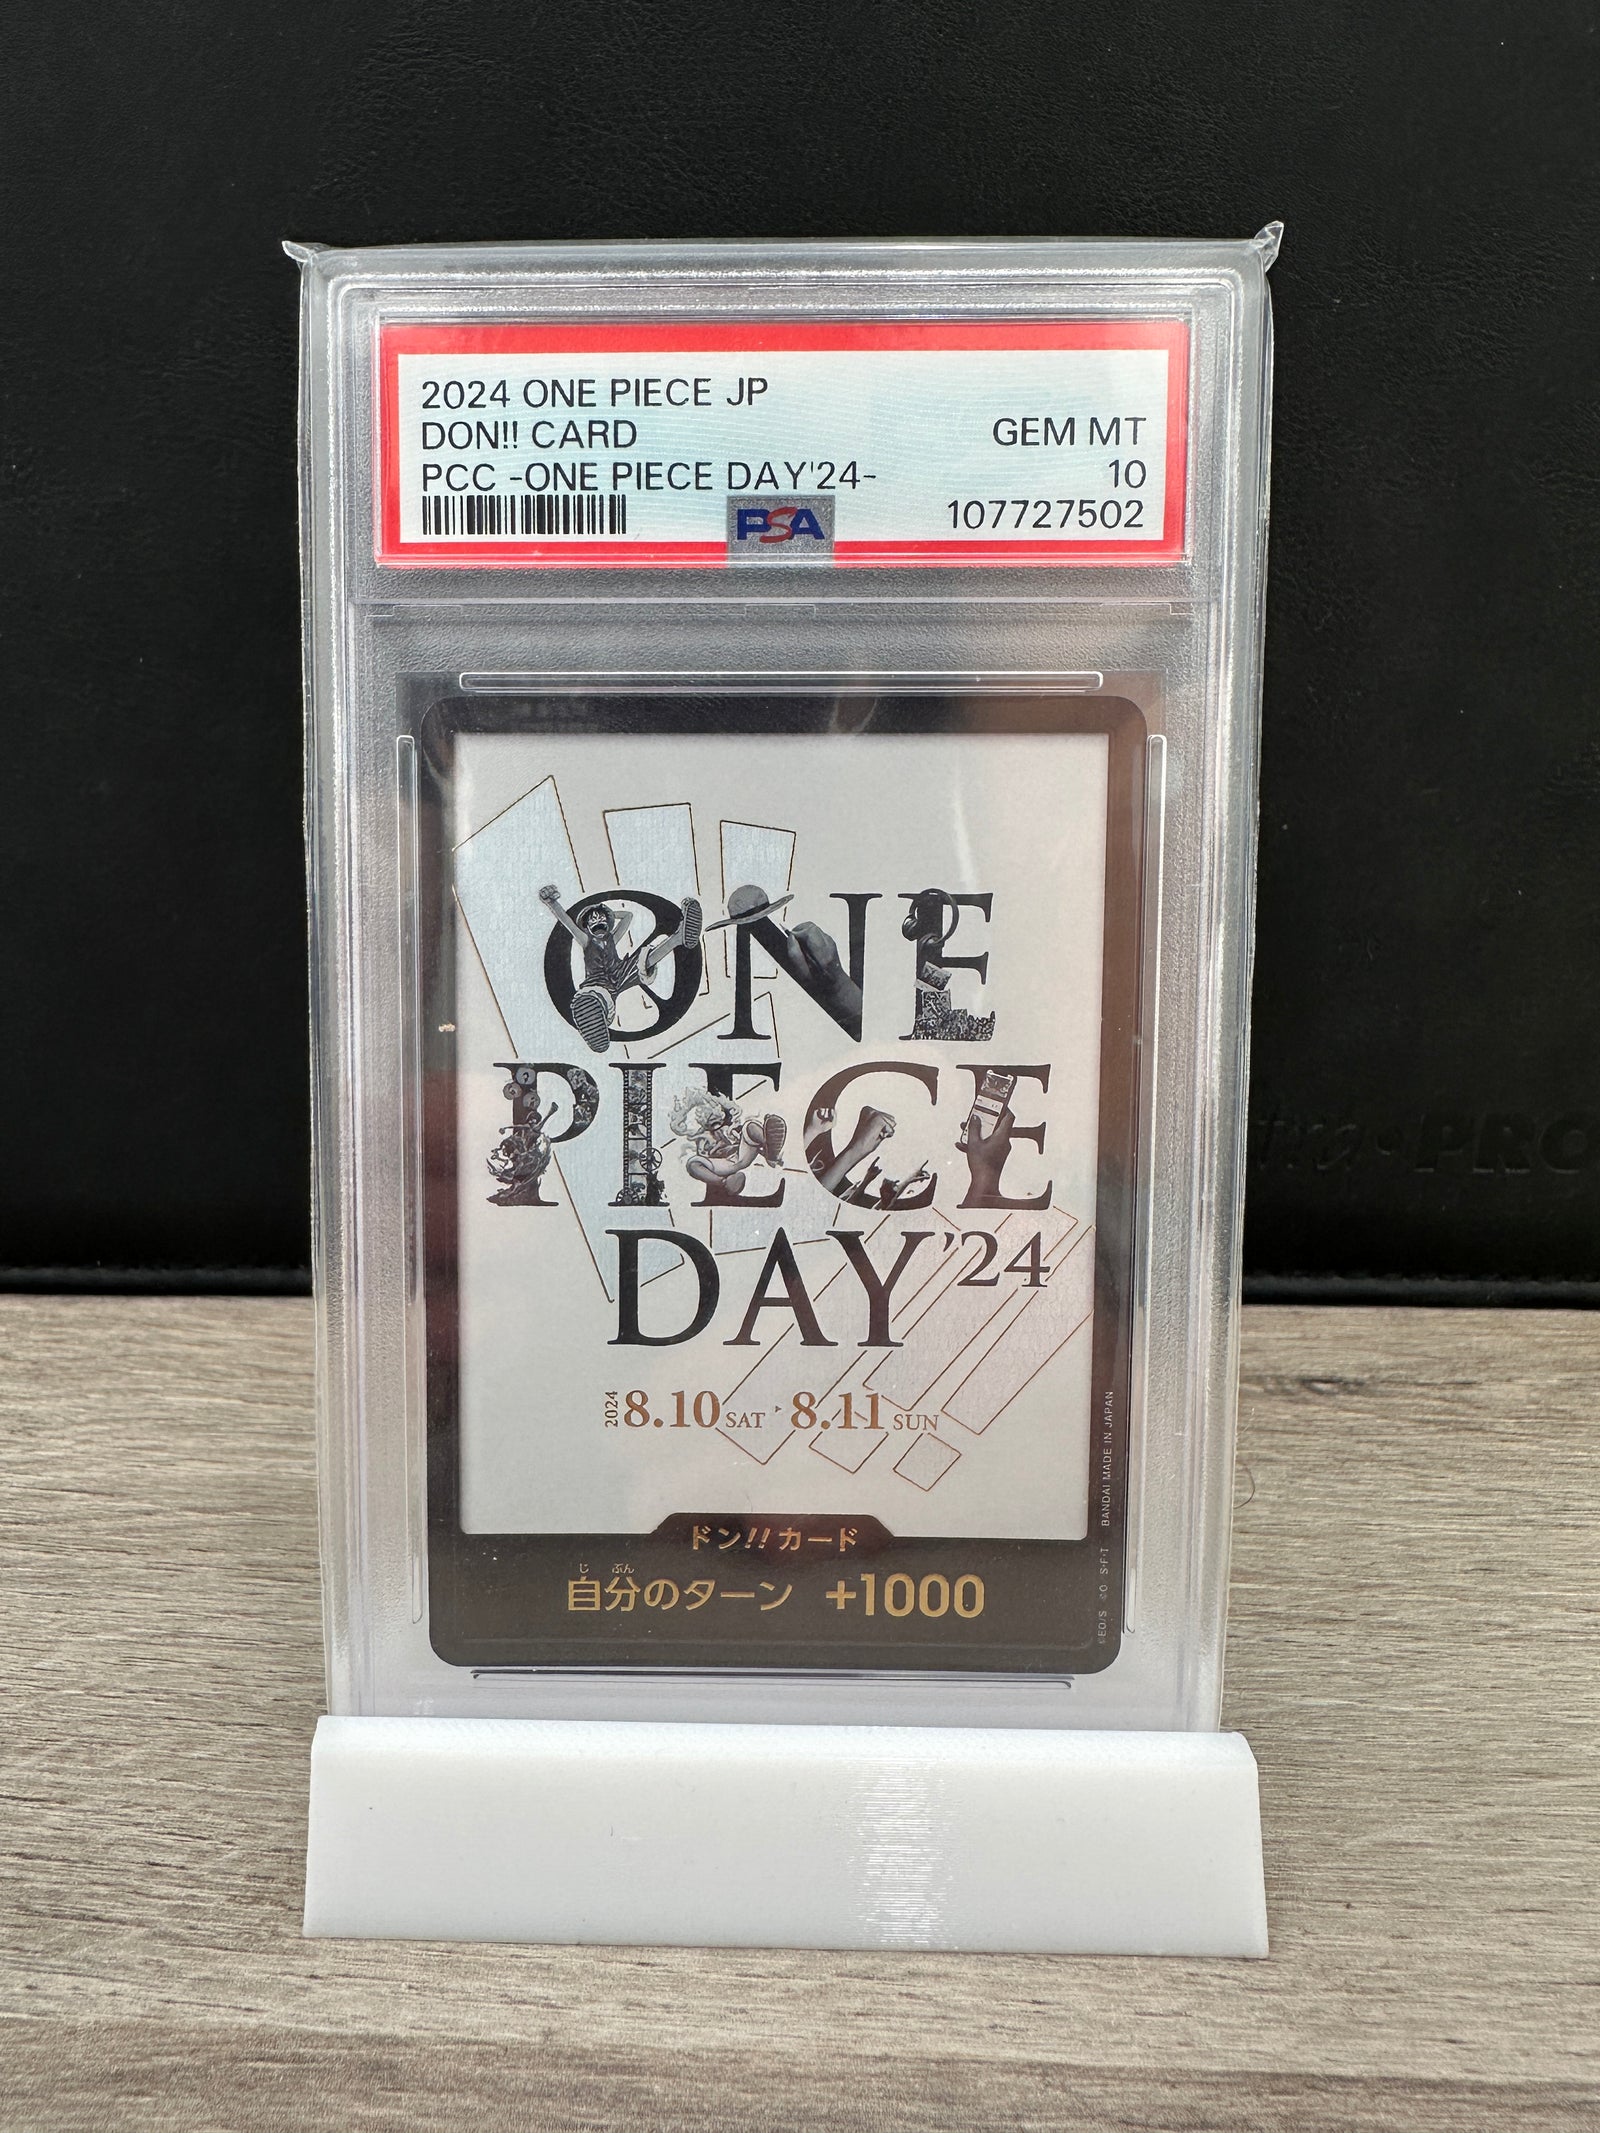 2024 ONE PIECE JP
DON!! CARD
GEM MT
PCC -ONE PIECE DAY'24-
10
PSA
107727502
ONE
PIECE
DAY'24
2024 8.10 SAT ▸ 8.11 SUN
ドン!! カード
じ ぶん
自分のターン +1000
©E.O/S. ©O. S・F・T BANDAI MADE IN JAPAN
PRO